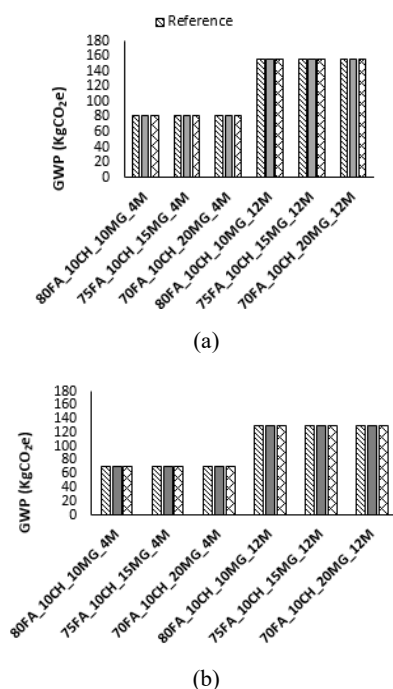 Reference
GWP (KgCO₂e)
180
160
140
120
100
80
60
40
20
0
80FA_10CH_10MG_4M
75FA_10CH_15MG_4M
70FA_10CH_20MG_4M
80FA_10CH_10MG_12M
75FA_10CH_15MG_12M
70FA_10CH_20MG_12M
(a)
GWP (KgCO₂e)
180
160
140
120
100
80
60
40
20
0
80FA_10CH_10MG_4M
75FA_10CH_15MG_4M
70FA_10CH_20MG_4M
80FA_10CH_10MG_12M
75FA_10CH_15MG_12M
70FA_10CH_20MG_12M
(b)